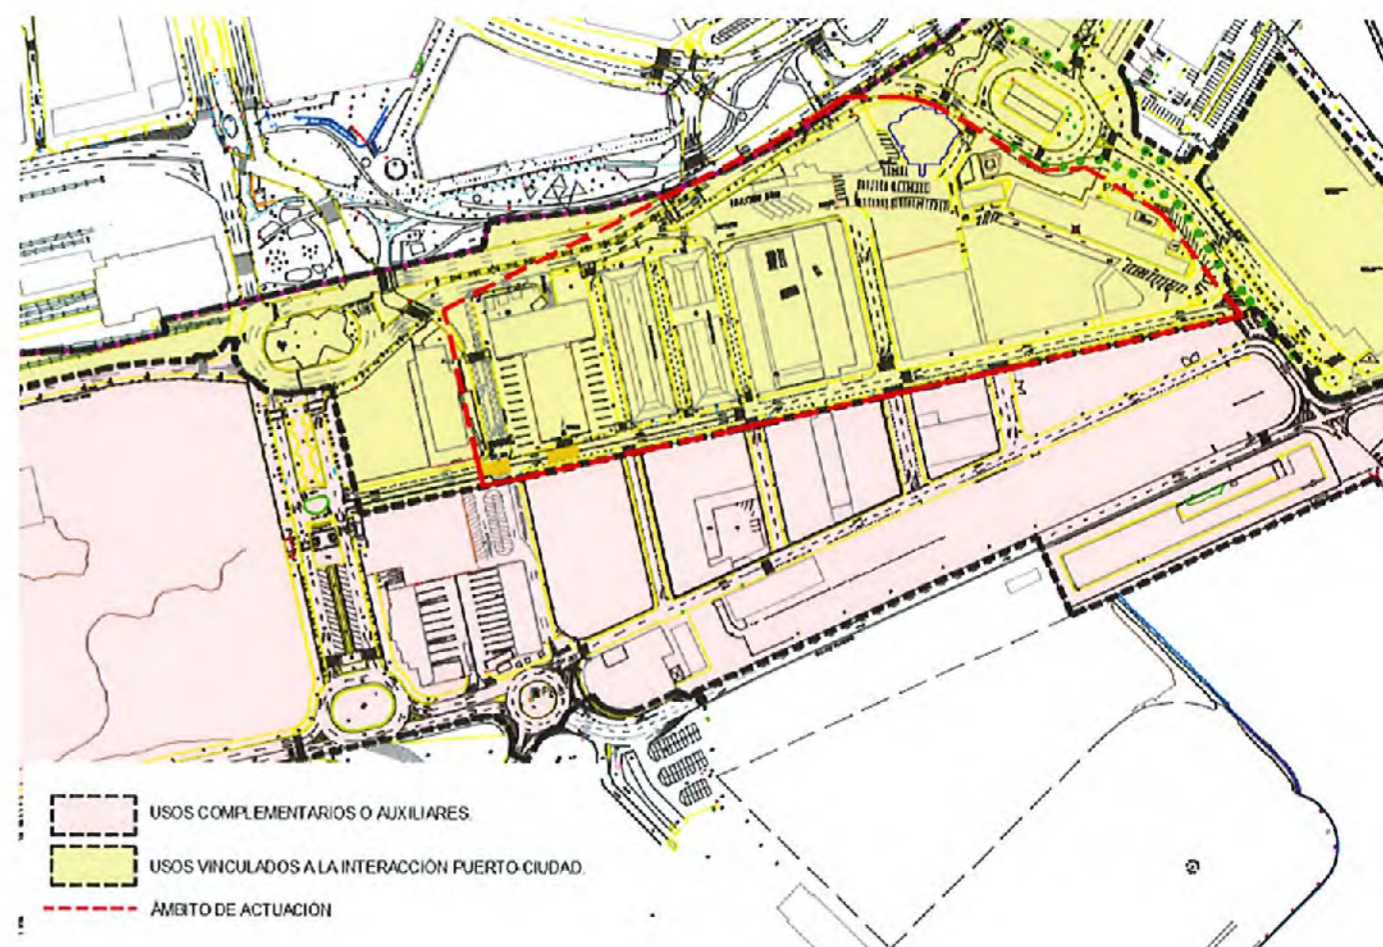 USOS COMPLEMENTARIOS O AUXILIARES.
USOS VINCULADOS A LA INTERACCIÓN PUERTO-CIUDAD.
ÁMBITO DE ACTUACIÓN